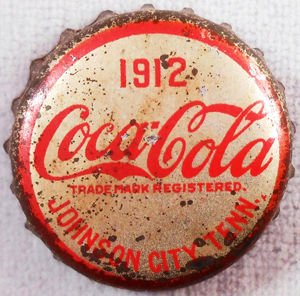 1912
Coca-Cola
TRADE MARK REGISTERED.
JOHNSON CITY, TENN.